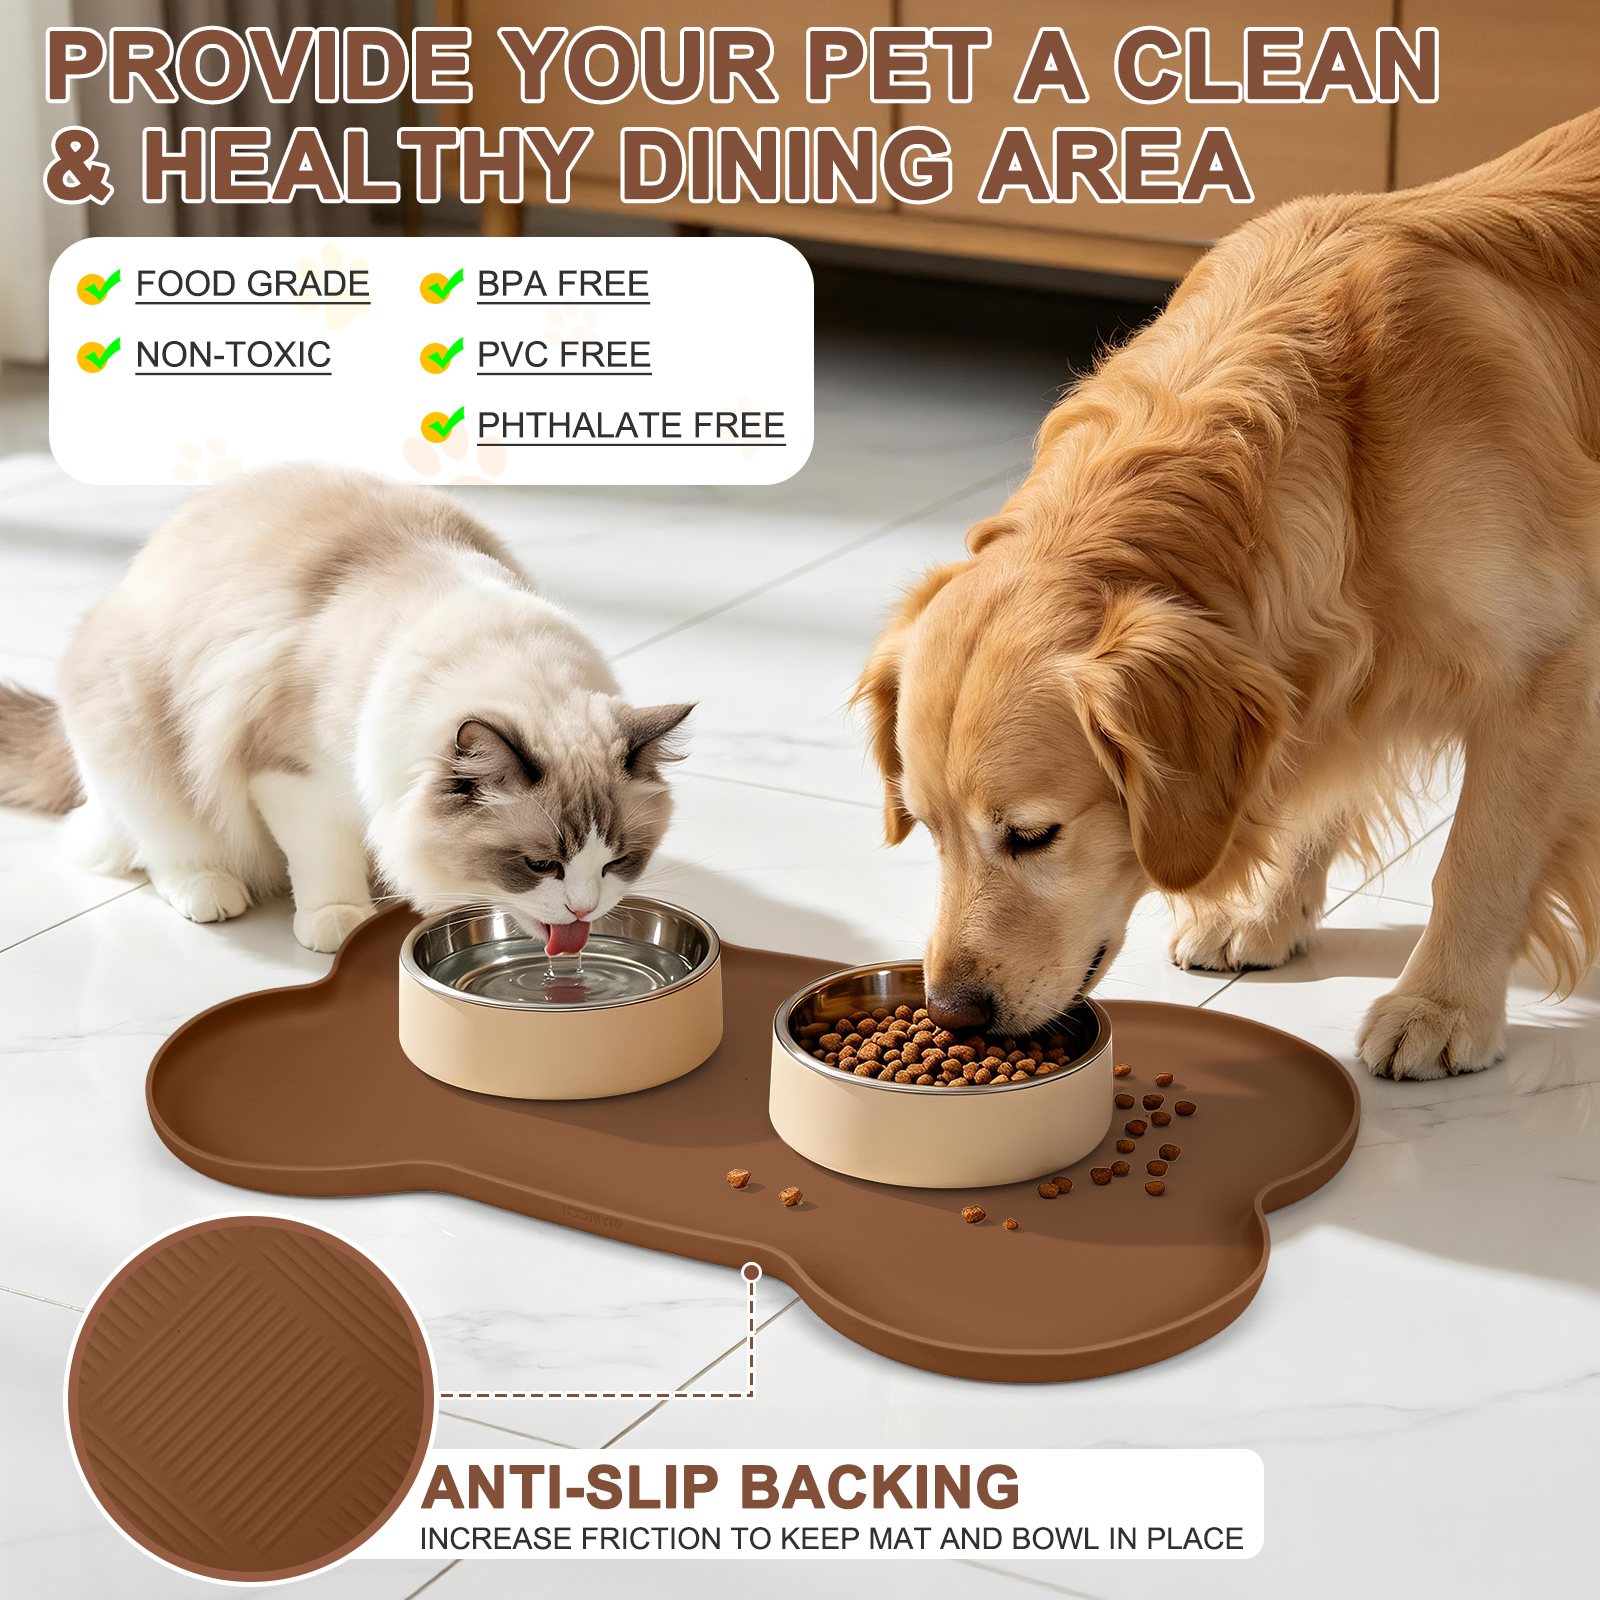 PROVIDE YOUR PET A CLEAN
& HEALTHY DINING AREA
FOOD GRADE
BPA FREE
NON-TOXIC
PVC FREE
PHTHALATE FREE
ANTI-SLIP BACKING
INCREASE FRICTION TO KEEP MAT AND BOWL IN PLACE